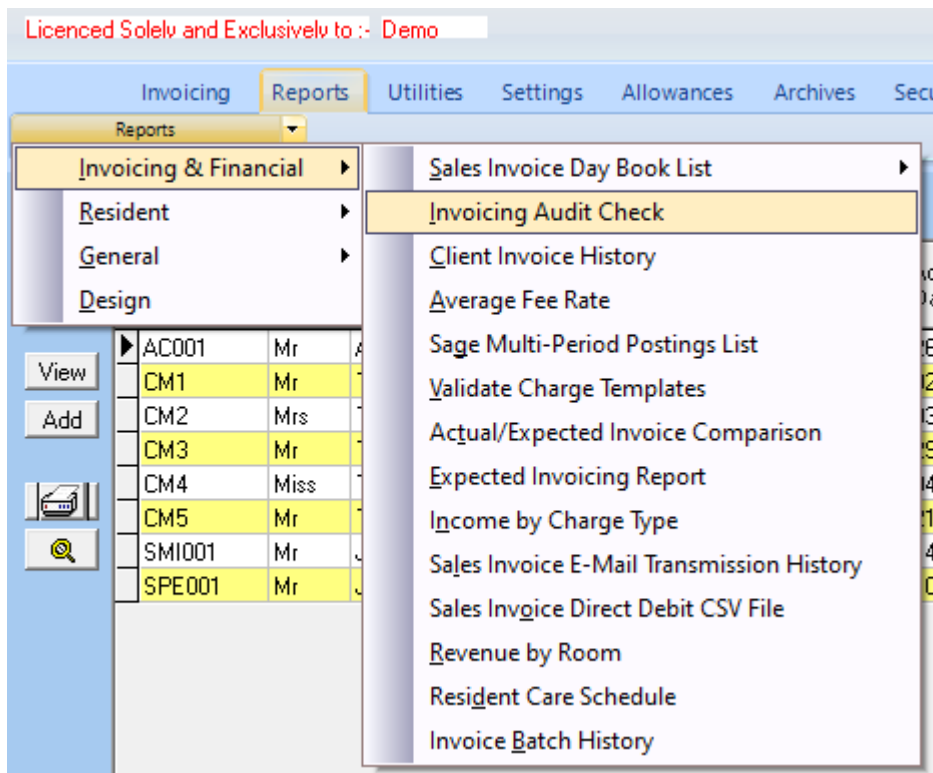 Licenced Solely and Exclusively to :- Demo
Invoicing Reports Utilities Settings Allowances Archives
Reports
Invoicing & Financial
Resident
General
Design
Sales Invoice Day Book List
Invoicing Audit Check
Client Invoice History
Average Fee Rate
Sage Multi-Period Postings List
Validate Charge Templates
Actual/Expected Invoice Comparison
Expected Invoicing Report
Income by Charge Type
Sales Invoice E-Mail Transmission History
Sales Invoice Direct Debit CSV File
Revenue by Room
Resident Care Schedule
Invoice Batch History
View
Add
AC001 Mr
CM1 Mr
CM2 Mrs
CM3 Mr
CM4 Miss
CM5 Mr
SMI001 Mr
SPE001 Mr